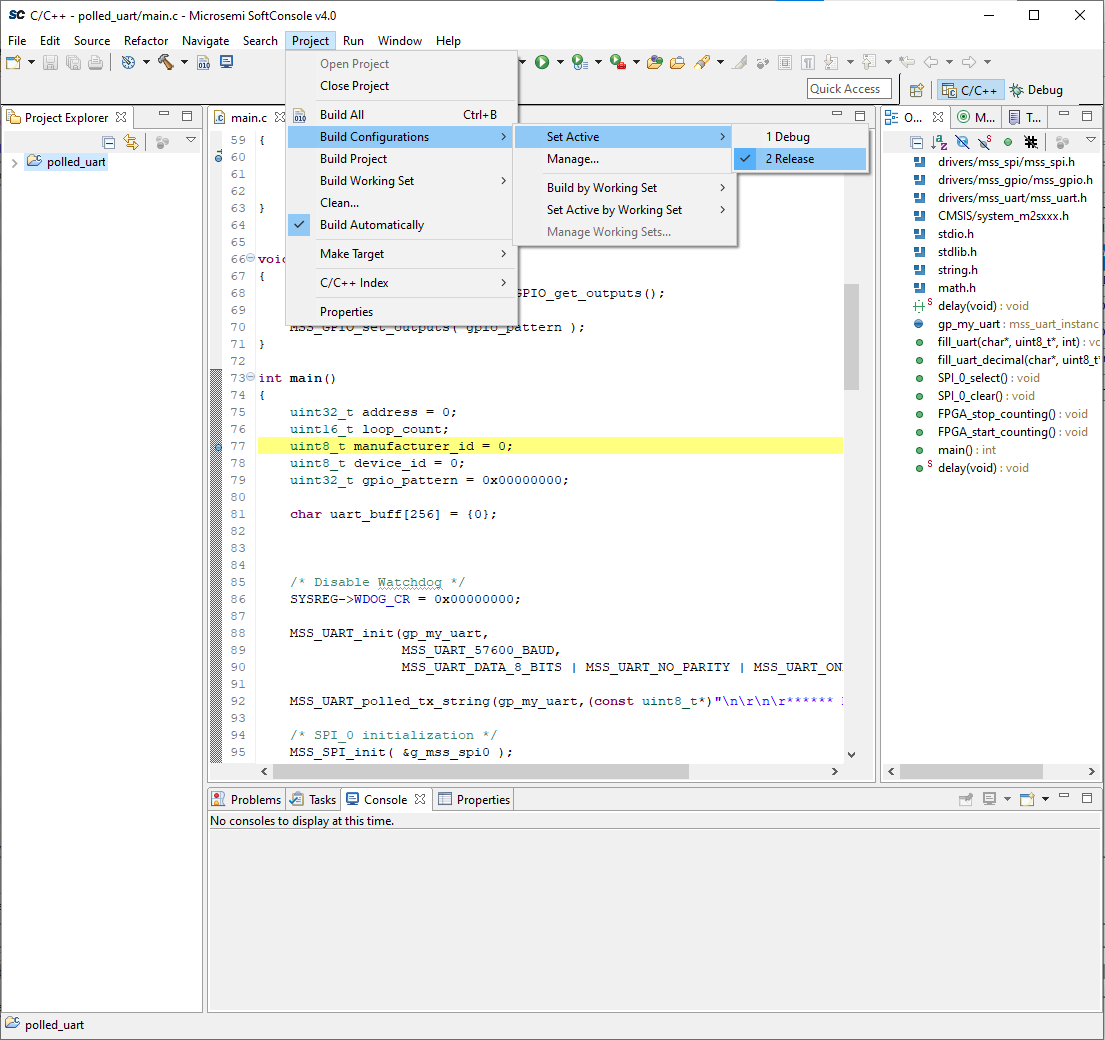 C/C++ - polled_uart/main.c - Microsemi SoftConsole v4.0
File Edit Source Refactor Navigate Search Project Run Window Help
Quick Access
C/C++
Debug
Project Explorer
polled_uart
Open Project
Close Project
Build All Ctrl+B
Build Configurations
Build Project
Build Working Set
Clean...
Build Automatically
Make Target
C/C++ Index
Properties
Set Active
Manage...
Build by Working Set
Set Active by Working Set
Manage Working Sets...
1 Debug
2 Release
main.c
59 {
60
61
62
63 }
64
65
66 voi
67 {
68 GPIO_get_outputs();
69
70 MSS_GPIO_set_outputs( gpio_pattern );
71 }
72
73 int main()
74 {
75 uint32_t address = 0;
76 uint16_t loop_count;
77 uint8_t manufacturer_id = 0;
78 uint8_t device_id = 0;
79 uint32_t gpio_pattern = 0x00000000;
80
81 char uart_buff[256] = {0};
82
83
84
85 /* Disable Watchdog */
86 SYSREG->WDOG_CR = 0x00000000;
87
88 MSS_UART_init(gp_my_uart,
89 MSS_UART_57600_BAUD,
90 MSS_UART_DATA_8_BITS | MSS_UART_NO_PARITY | MSS_UART_ON
91
92 MSS_UART_polled_tx_string(gp_my_uart,(const uint8_t*)"\n\r\n\r******
93
94 /* SPI_0 initialization */
95 MSS_SPI_init( &g_mss_spi0 );
O... M... T...
drivers/mss_spi/mss_spi.h
drivers/mss_gpio/mss_gpio.h
drivers/mss_uart/mss_uart.h
CMSIS/system_m2sxxx.h
stdio.h
stdlib.h
string.h
math.h
delay(void) : void
gp_my_uart : mss_uart_instanc
fill_uart(char*, uint8_t*, int) : vc
fill_uart_decimal(char*, uint8_t*
SPI_0_select() : void
SPI_0_clear() : void
FPGA_stop_counting() : void
FPGA_start_counting() : void
main() : int
delay(void) : void
Problems Tasks Console Properties
No consoles to display at this time.
polled_uart